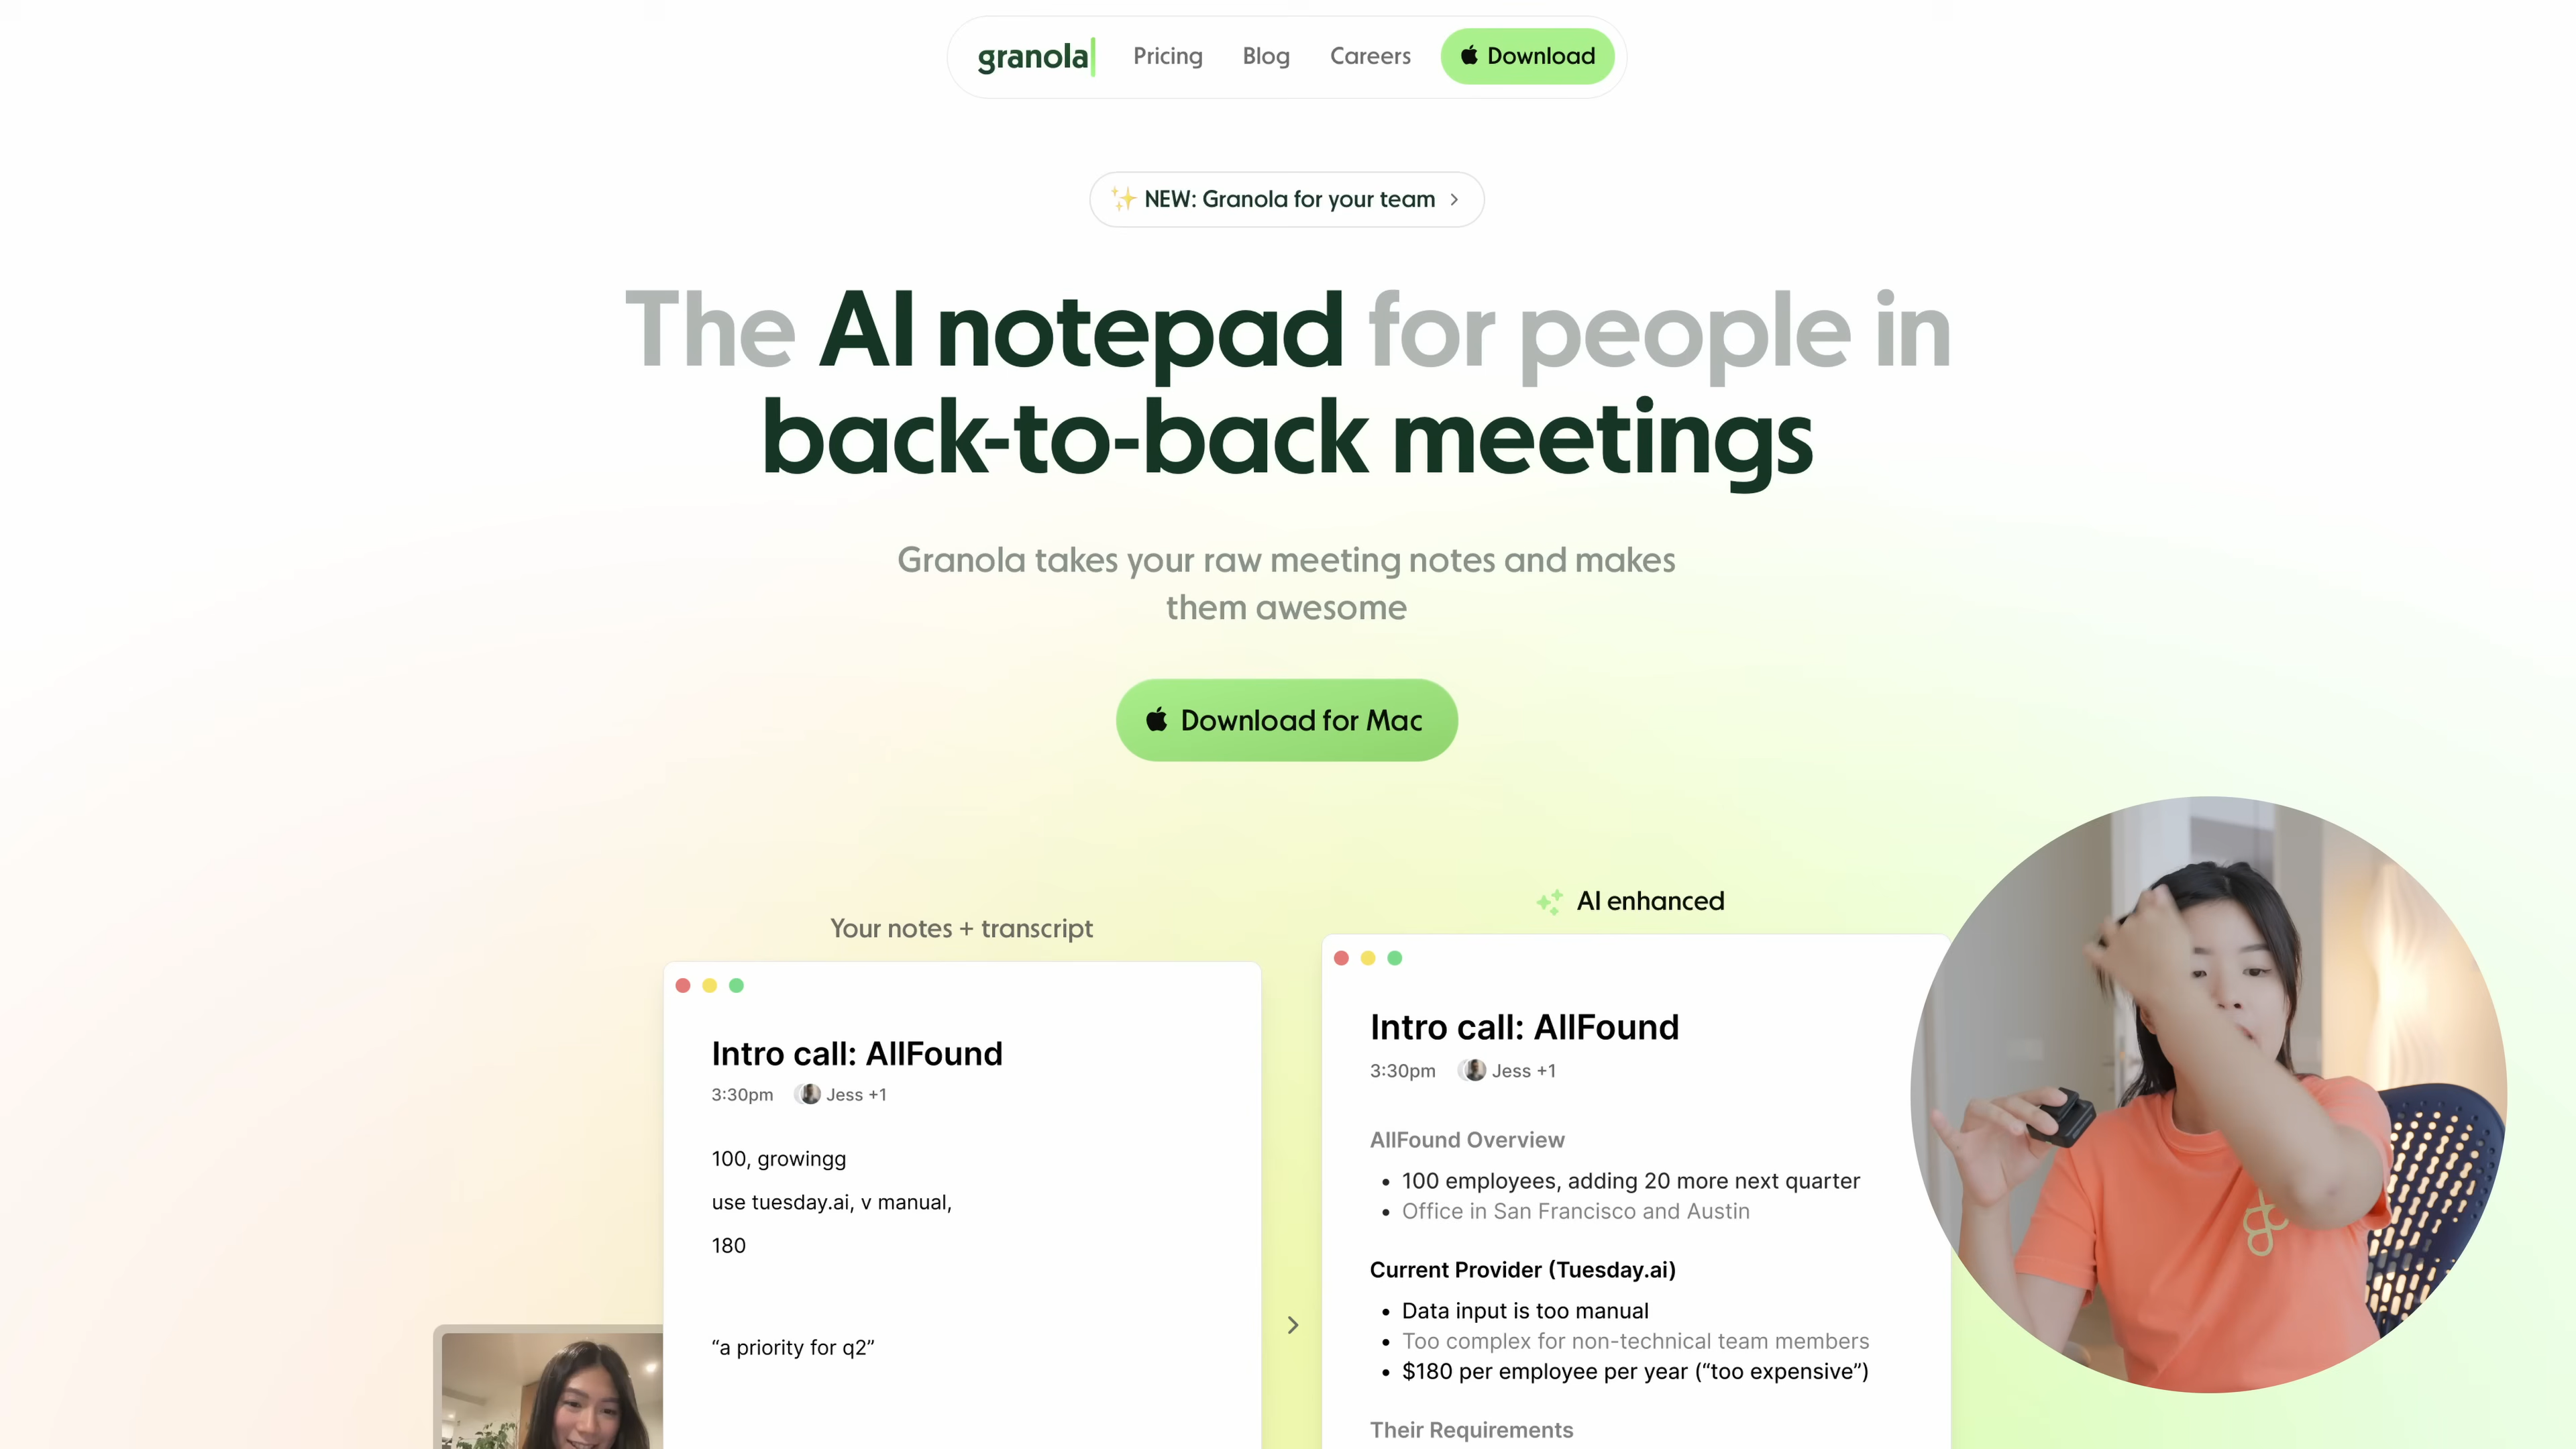 granola
Pricing
Blog
Careers
Download
✨ NEW: Granola for your team
The AI notepad for people in
back-to-back meetings
Granola takes your raw meeting notes and makes
them awesome
Download for Mac
Your notes + transcript
Intro call: AllFound
3:30pm Jess +1
100, growingg
use tuesday.ai, v manual,
180
“a priority for q2”
AI enhanced
Intro call: AllFound
3:30pm Jess +1
AllFound Overview
• 100 employees, adding 20 more next quarter
• Office in San Francisco and Austin
Current Provider (Tuesday.ai)
• Data input is too manual
• Too complex for non-technical team members
• $180 per employee per year (“too expensive”)
Their Requirements